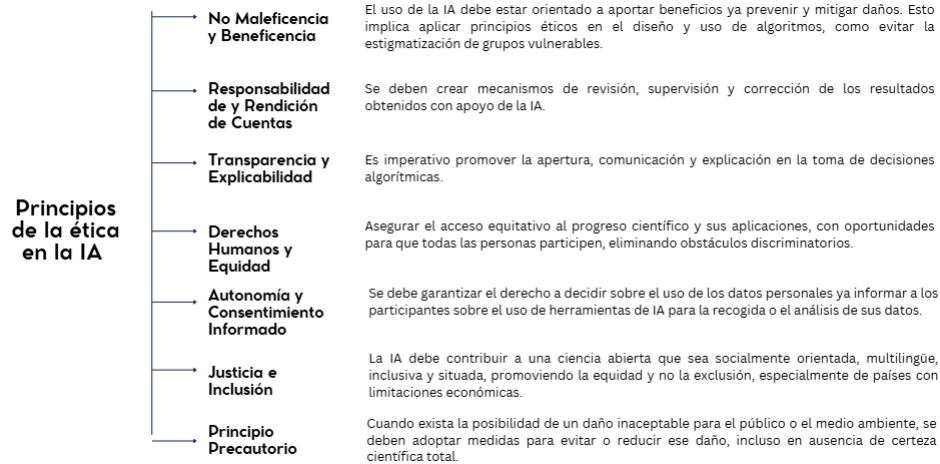 Principios
de la ética
en la IA
No Maleficencia
y Beneficencia
El uso de la IA debe estar orientado a aportar beneficios ya prevenir y mitigar daños. Esto
implica aplicar principios éticos en el diseño y uso de algoritmos, como evitar la
estigmatización de grupos vulnerables.
Responsabilidad
de y Rendición
de Cuentas
Se deben crear mecanismos de revisión, supervisión y corrección de los resultados
obtenidos con apoyo de la IA.
Transparencia y
Explicabilidad
Es imperativo promover la apertura, comunicación y explicación en la toma de decisiones
algorítmicas.
Derechos
Humanos y
Equidad
Asegurar el acceso equitativo al progreso científico y sus aplicaciones, con oportunidades
para que todas las personas participen, eliminando obstáculos discriminatorios.
Autonomía y
Consentimiento
Informado
Se debe garantizar el derecho a decidir sobre el uso de los datos personales ya informar a los
participantes sobre el uso de herramientas de IA para la recogida o el análisis de sus datos.
Justicia e
Inclusión
La IA debe contribuir a una ciencia abierta que sea socialmente orientada, multilingüe,
inclusiva y situada, promoviendo la equidad y no la exclusión, especialmente de países con
limitaciones económicas.
Principio
Precautorio
Cuando exista la posibilidad de un daño inaceptable para el público o el medio ambiente, se
deben adoptar medidas para evitar o reducir ese daño, incluso en ausencia de certeza
científica total.